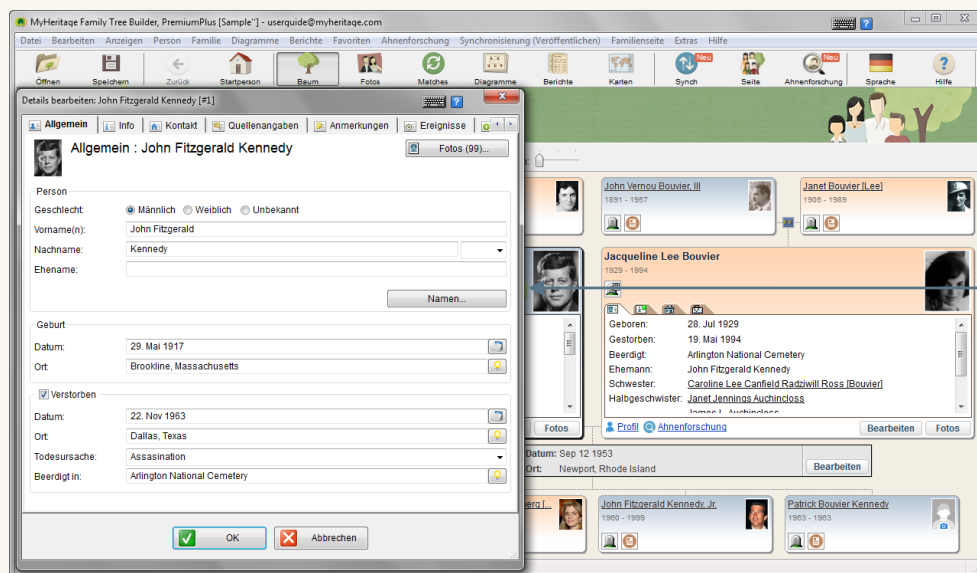 MyHeritage Family Tree Builder, PremiumPlus [Sample"] - userguide@myheritage.com
Datei Bearbeiten Anzeigen Person Familie Diagramme Berichte Favoriten Ahnenforschung Synchronisierung (Veröffentlichen) Familienseite Extras Hilfe
Neu Neu
Öffnen Speichern Zurück Startperson Baum Fotos Matches Diagramme Berichte Karten Synch Seite Ahnenforschung Sprache Hilfe
Details bearbeiten: John Fitzgerald Kennedy [#1]
Allgemein Info Kontakt Quellenangaben Anmerkungen Ereignisse
Allgemein : John Fitzgerald Kennedy
Fotos (99)...
Person
Geschlecht: Männlich Weiblich Unbekannt
Vorname(n): John Fitzgerald
Nachname: Kennedy
Ehename:
Namen...
Geburt
Datum: 29. Mai 1917
Ort: Brookline, Massachusetts
Verstorben
Datum: 22. Nov 1963
Ort: Dallas, Texas
Todesursache: Assasination
Beerdigt in: Arlington National Cemetery
OK Abbrechen
John Vernou Bouvier, III
1891 - 1957
Janet Bouvier [Lee]
1906 - 1989
Jacqueline Lee Bouvier
1929 - 1994
Geboren: 28. Jul 1929
Gestorben: 19. Mai 1994
Beerdigt: Arlington National Cemetery
Ehemann: John Fitzgerald Kennedy
Schwester: Caroline Lee Canfield Radziwill Ross [Bouvier]
Halbgeschwister: Janet Jennings Auchincloss
James L. Auchincloss
Fotos
Profil Ahnenforschung Bearbeiten Fotos
Datum: Sep 12 1953
Ort: Newport, Rhode Island
Bearbeiten
John Fitzgerald Kennedy, Jr.
1960 - 1999
Patrick Bouvier Kennedy
1963 - 1963